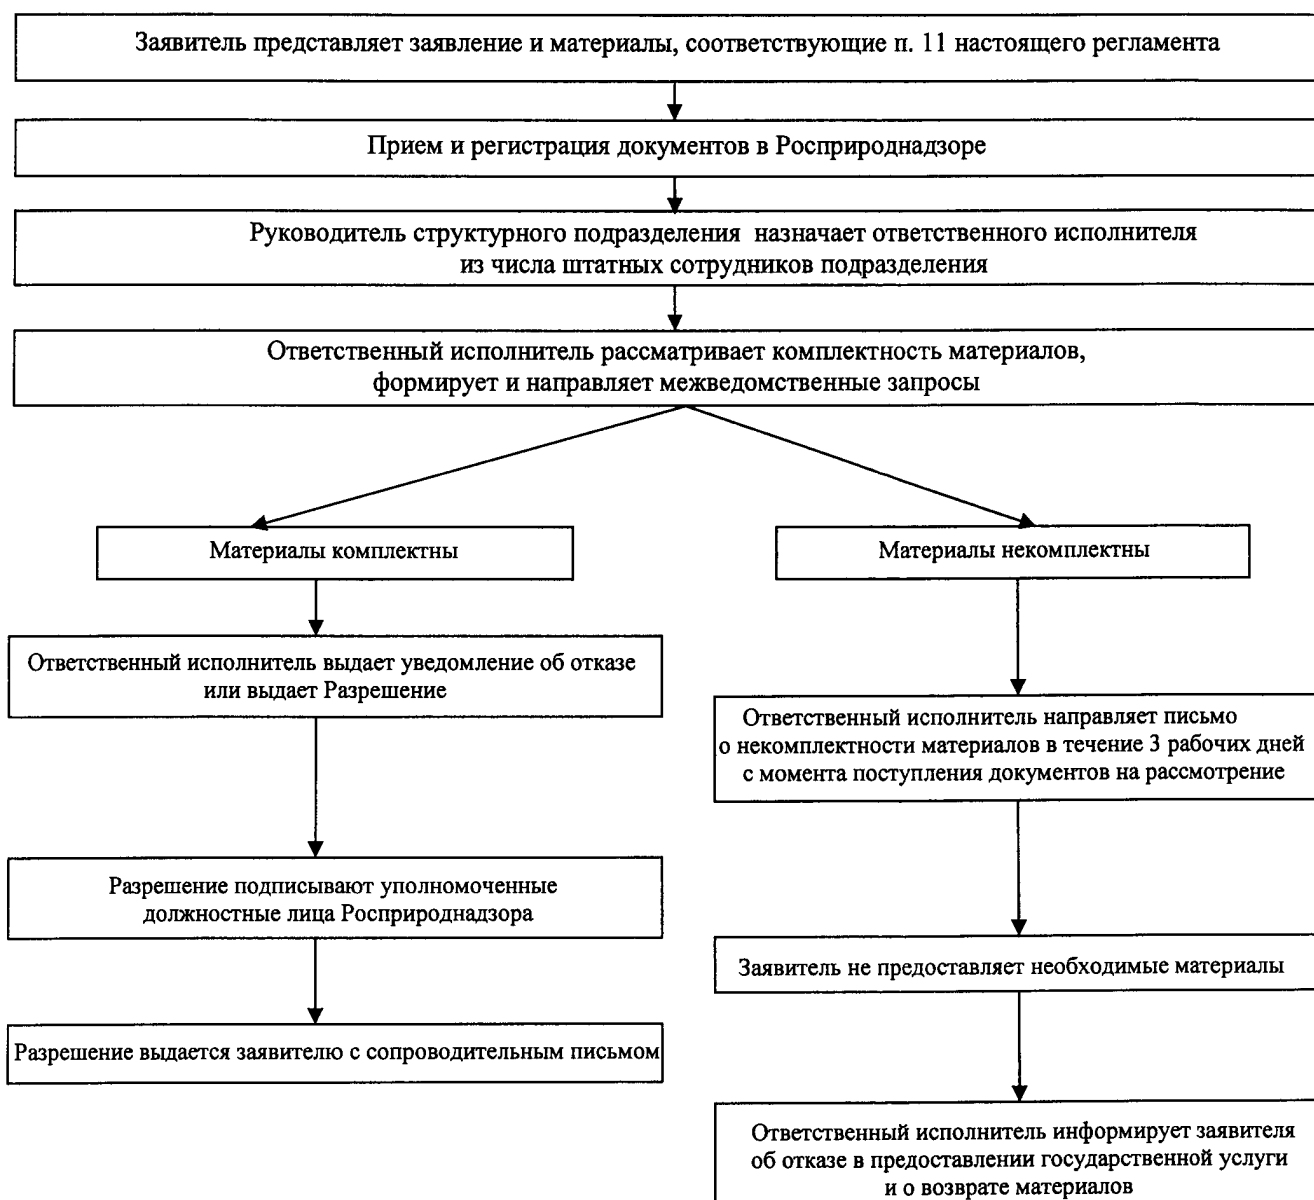 Заявитель представляет заявление и материалы, соответствующие п. 11 настоящего регламента
Прием и регистрация документов в Росприроднадзоре
Руководитель структурного подразделения назначает ответственного исполнителя
из числа штатных сотрудников подразделения
Ответственный исполнитель рассматривает комплектность материалов,
формирует и направляет межведомственные запросы
Материалы комплектны
Ответственный исполнитель выдает уведомление об отказе
или выдает Разрешение
Разрешение подписывают уполномоченные
должностные лица Росприроднадзора
Разрешение выдается заявителю с сопроводительным письмом
Материалы некомплектны
Ответственный исполнитель направляет письмо
о некомплектности материалов в течение 3 рабочих дней
с момента поступления документов на рассмотрение
Заявитель не предоставляет необходимые материалы
Ответственный исполнитель информирует заявителя
об отказе в предоставлении государственной услуги
и о возврате материалов